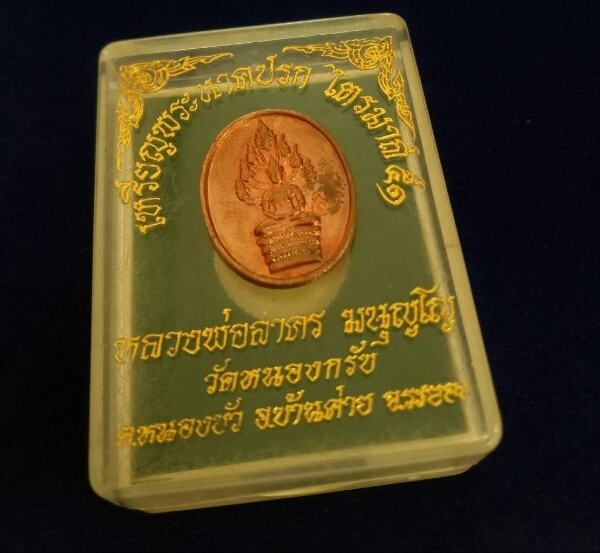 เหรียญพระนาคปรก ไตรมาส ๕๑
หลวงพ่อสาคร มนุญฺโญ
วัดหนองกรับ
ต.หนองบัว อ.บ้านค่าย จ.ระยอง